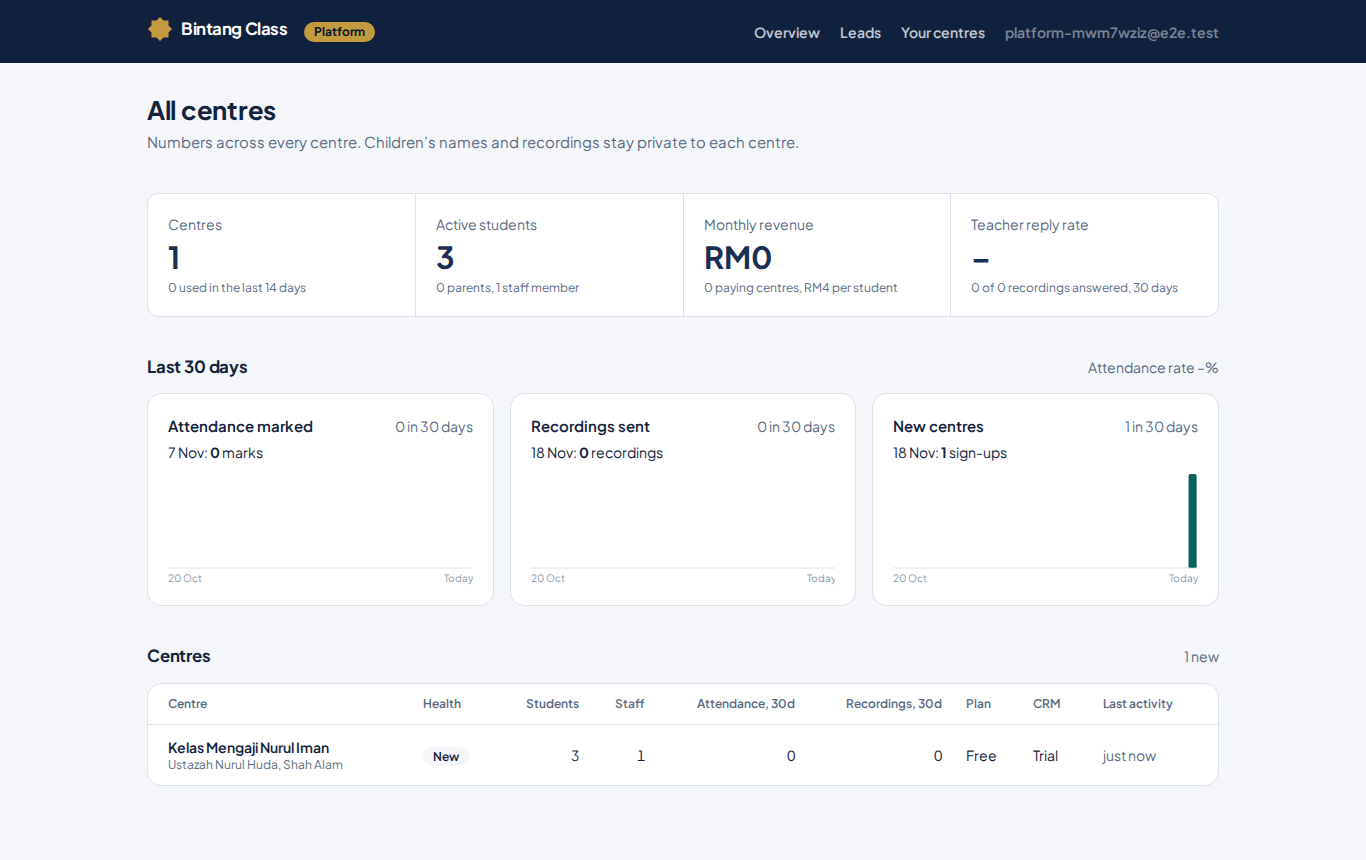 Bintang Class Platform Overview Leads Your centres platform-mwm7wziz@e2e.test
All centres
Numbers across every centre. Children's names and recordings stay private to each centre.
Centres
1
0 used in the last 14 days
Active students
3
0 parents, 1 staff member
Monthly revenue
RM0
0 paying centres, RM4 per student
Teacher reply rate
–
0 of 0 recordings answered, 30 days
Last 30 days Attendance rate –%
Attendance marked 0 in 30 days
7 Nov: 0 marks
20 Oct Today
Recordings sent 0 in 30 days
18 Nov: 0 recordings
20 Oct Today
New centres 1 in 30 days
18 Nov: 1 sign-ups
20 Oct Today
Centres 1 new
Centre Health Students Staff Attendance, 30d Recordings, 30d Plan CRM Last activity
Kelas Mengaji Nurul Iman New 3 1 0 0 Free Trial just now
Ustazah Nurul Huda, Shah Alam